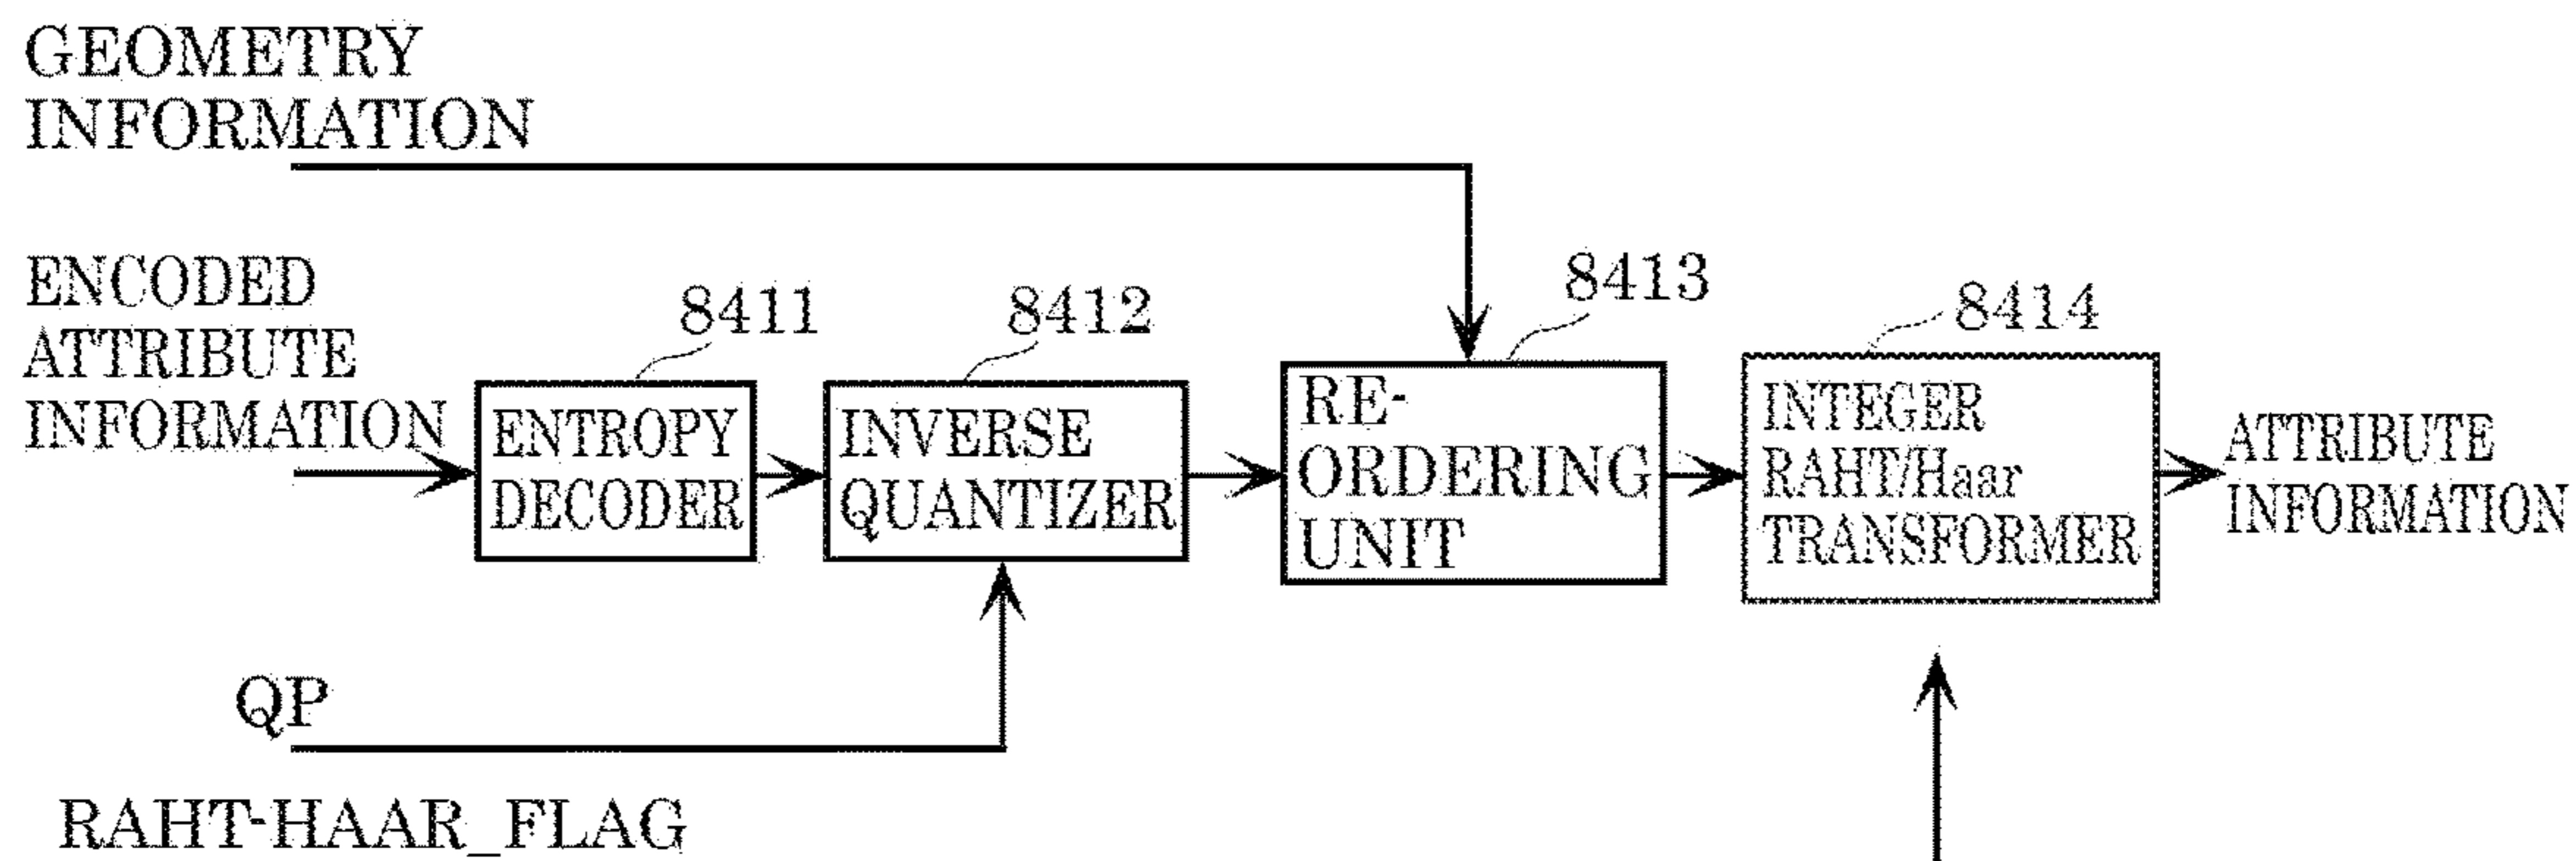 GEOMETRY
INFORMATION
ENCODED
ATTRIBUTE
INFORMATION
8411
8412
8413
8414
ENTROPY
DECODER
INVERSE
QUANTIZER
RE-
ORDERING
UNIT
INTEGER
RAHT/Haar
TRANSFORMER
ATTRIBUTE
INFORMATION
QP
RAHT-HAAR_FLAG